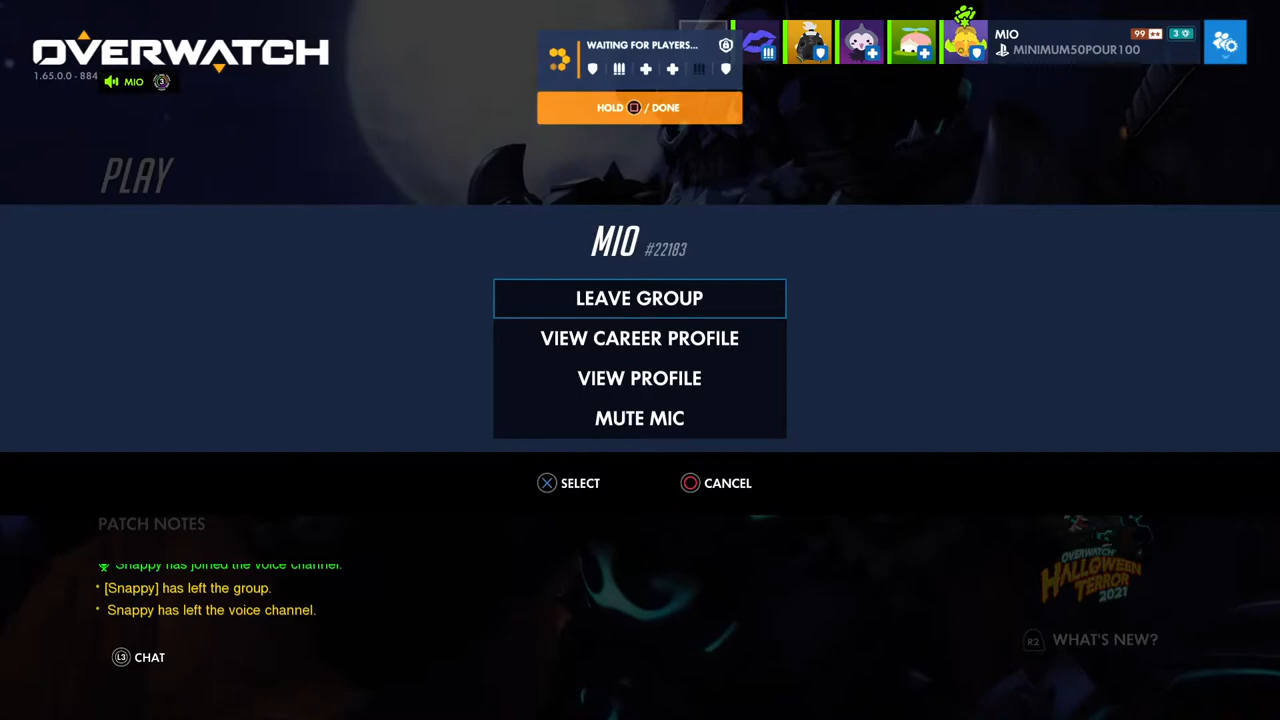 OVERWATCH
1.65.0.0 - 884
MIO
3
WAITING FOR PLAYERS...
HOLD / DONE
MIO
99
3
MINIMUM50POUR100
PLAY
MIO #22183
LEAVE GROUP
VIEW CAREER PROFILE
VIEW PROFILE
MUTE MIC
SELECT
CANCEL
PATCH NOTES
Snappy has joined the voice channel.
[Snappy] has left the group.
Snappy has left the voice channel.
L3 CHAT
OVERWATCH
HALLOWEEN
TERROR
2021
R2 WHAT'S NEW?